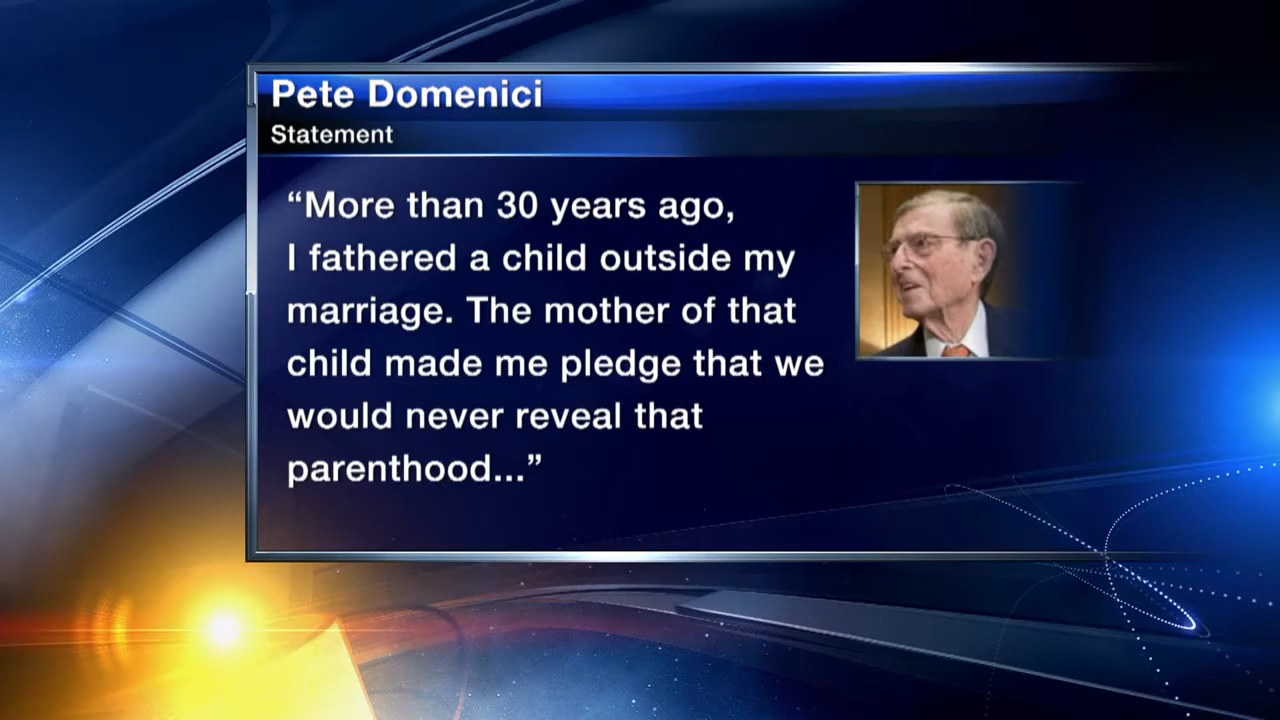 Pete Domenici
Statement
“More than 30 years ago,
I fathered a child outside my
marriage. The mother of that
child made me pledge that we
would never reveal that
parenthood...”